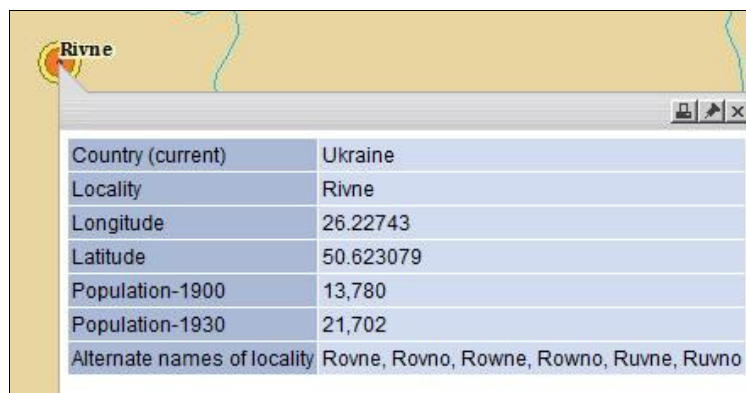 Rivne
Country (current) Ukraine
Locality Rivne
Longitude 26.22743
Latitude 50.623079
Population-1900 13,780
Population-1930 21,702
Alternate names of locality Rovne, Rovno, Rowne, Rowno, Ruvne, Ruvno